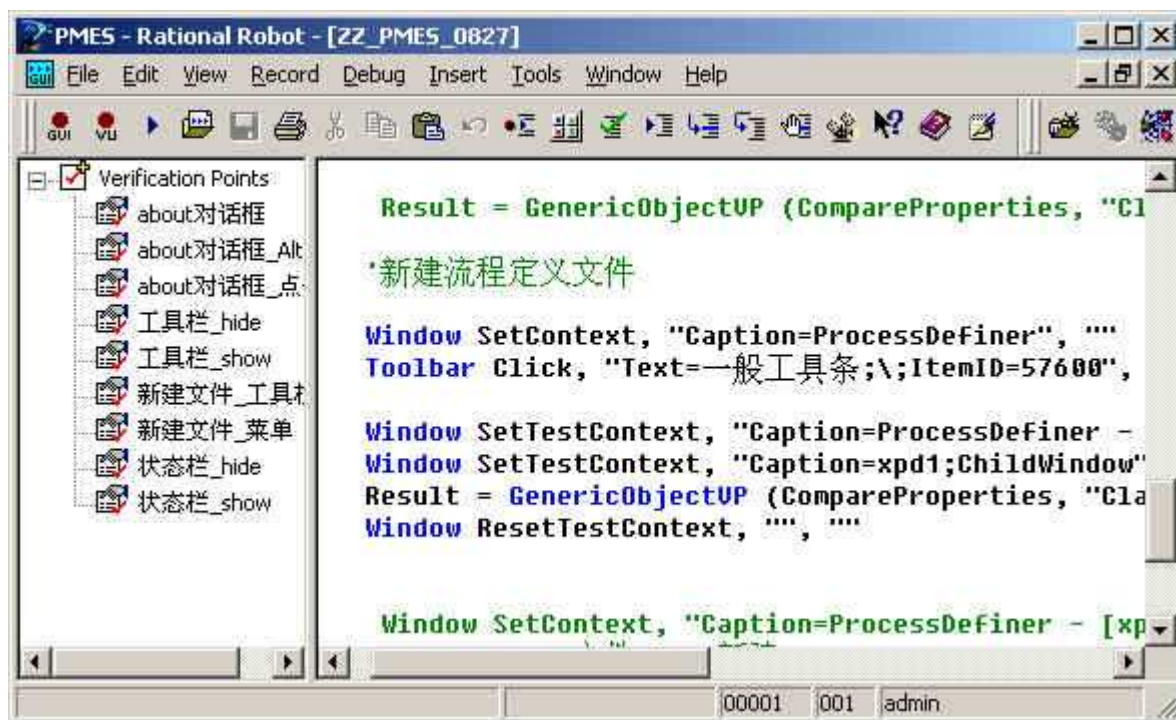 PMES - Rational Robot - [ZZ_PMES_0827]
File Edit View Record Debug Insert Tools Window Help
GUI VU
Verification Points
about对话框
about对话框_Alt
about对话框_点
工具栏_hide
工具栏_show
新建文件_工具栏
新建文件_菜单
状态栏_hide
状态栏_show
Result = GenericObjectVP (CompareProperties, "Cl
'新建流程定义文件
Window SetContext, "Caption=ProcessDefiner", ""
Toolbar Click, "Text=一般工具条;\;ItemID=57600",
Window SetTestContext, "Caption=ProcessDefiner -
Window SetTestContext, "Caption=xpd1;ChildWindow"
Result = GenericObjectVP (CompareProperties, "Cla
Window ResetTestContext, "", ""
Window SetContext, "Caption=ProcessDefiner - [xp
00001 001 admin